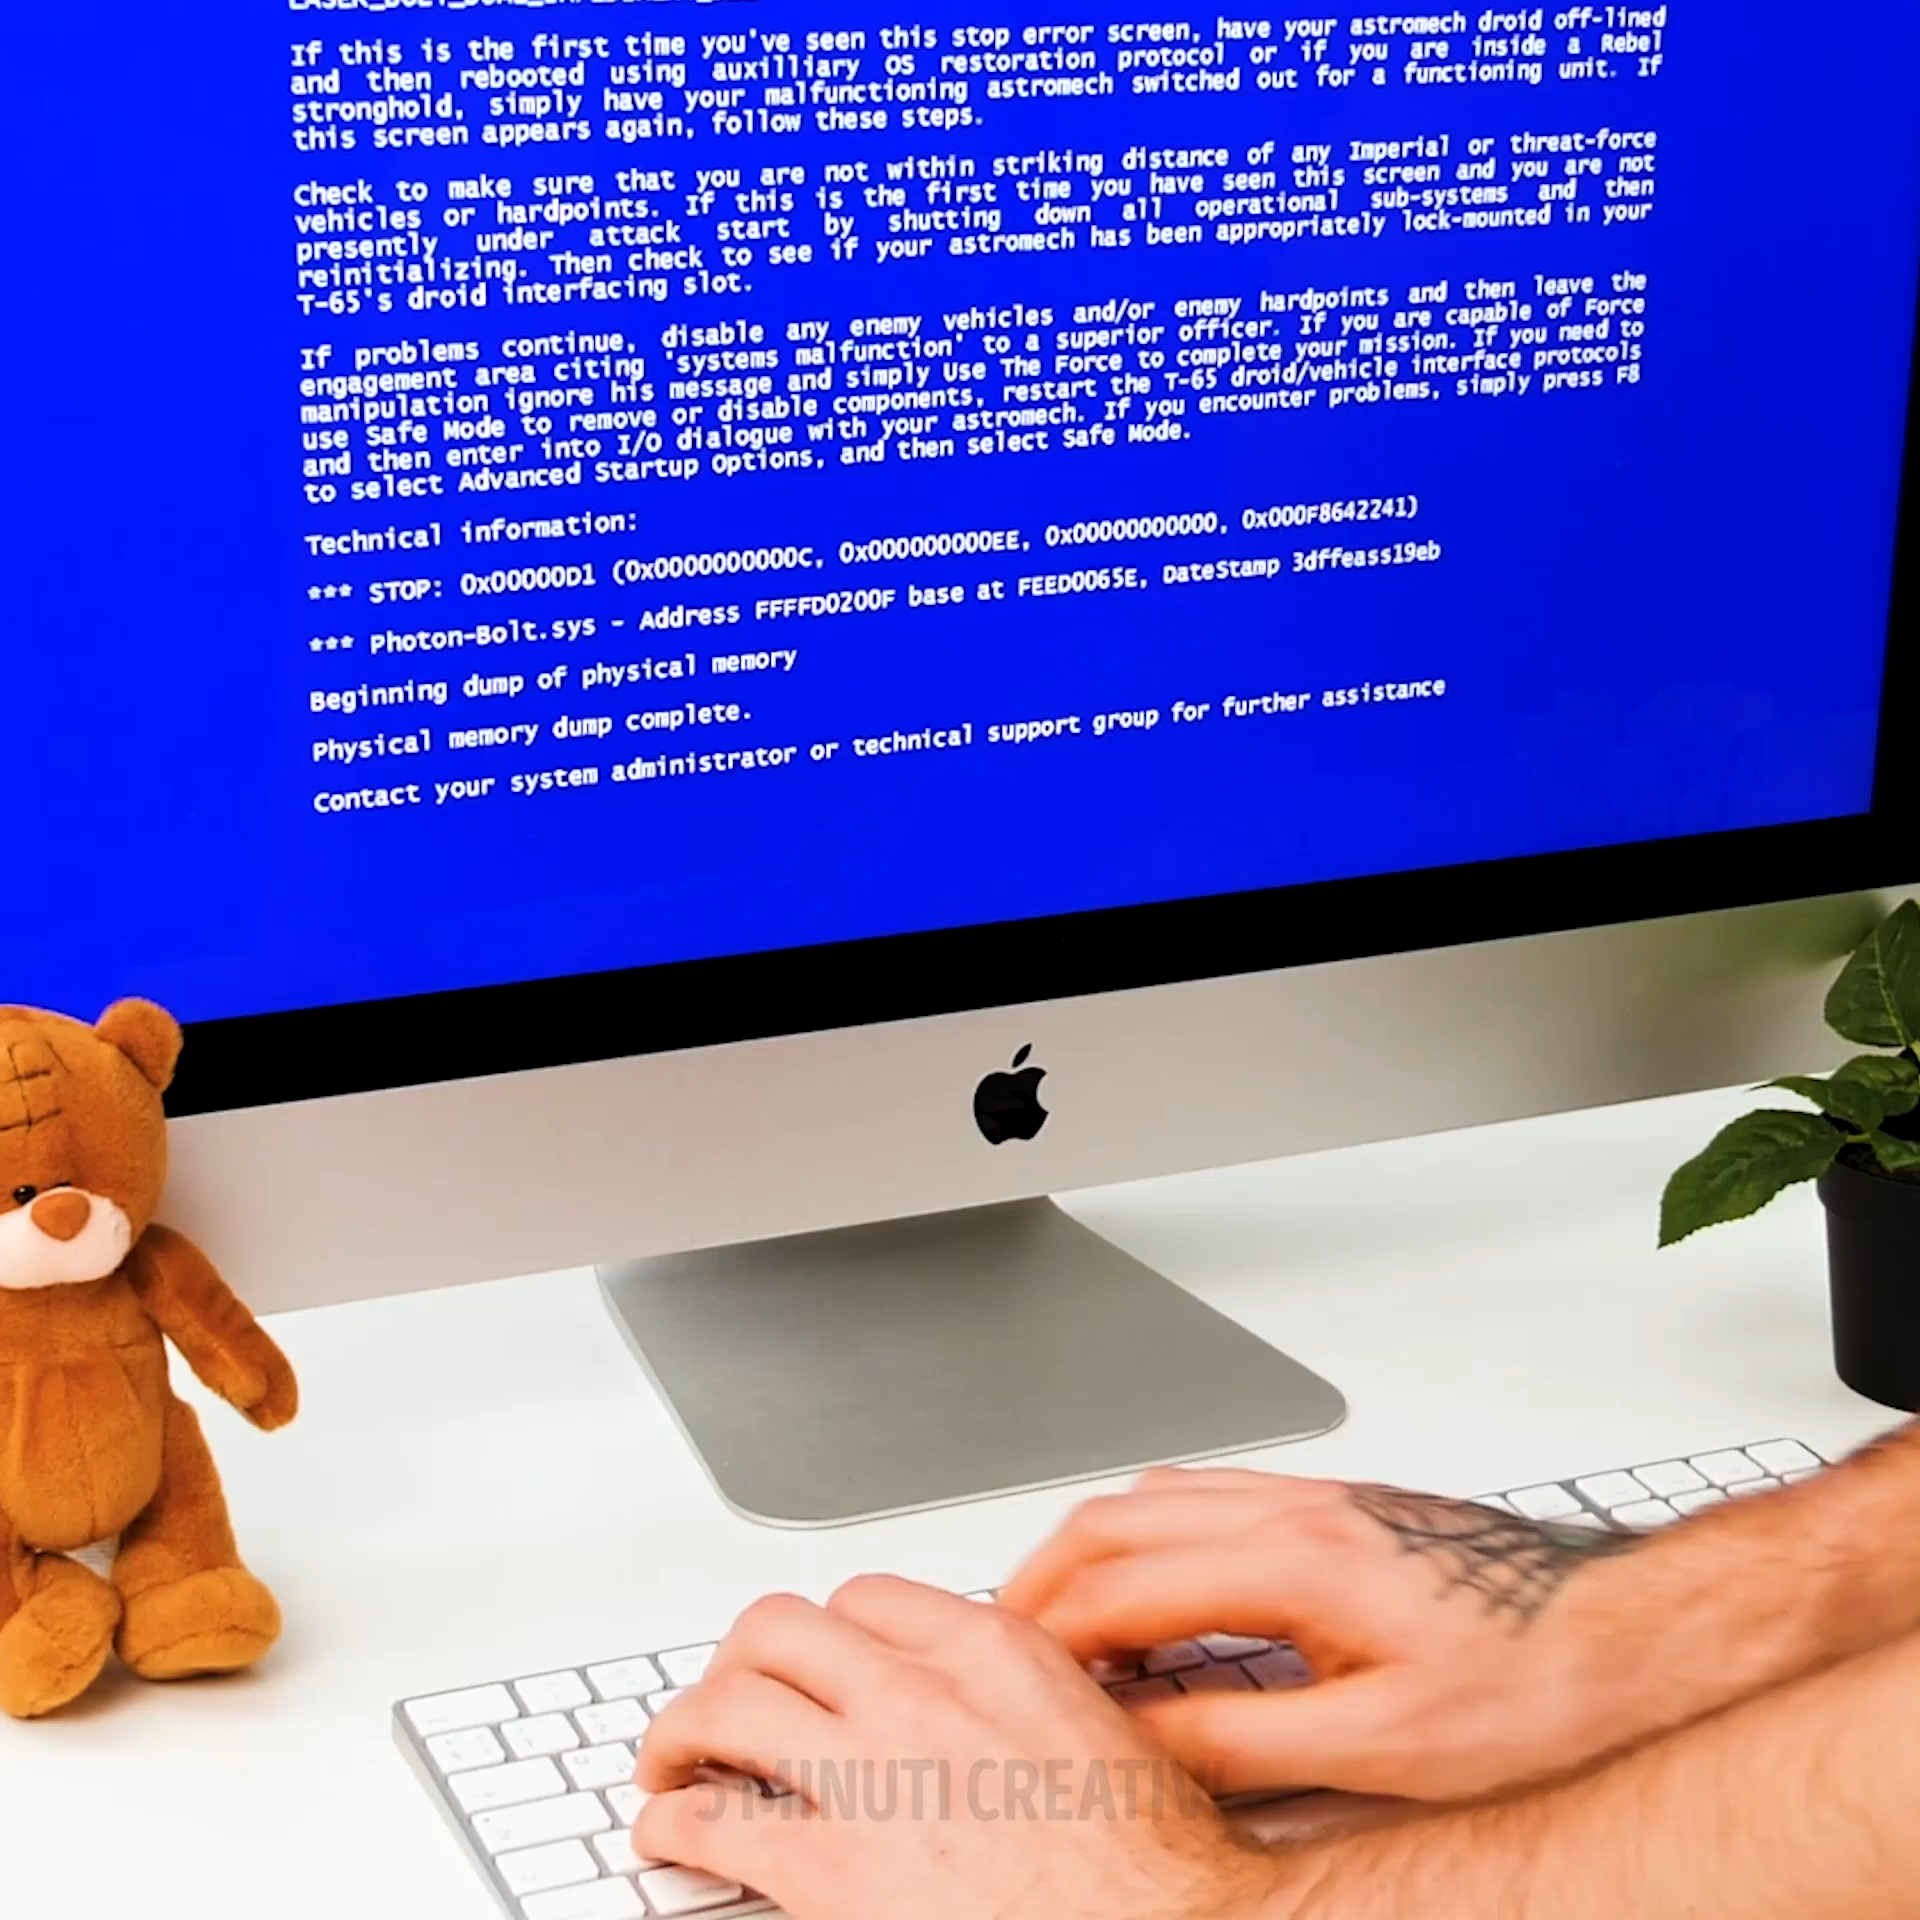 If this is the first time you've seen this stop error screen, have your astromech droid off-lined
and then rebooted using auxilliary OS restoration protocol or if you are inside a Rebel
stronghold, simply have your malfunctioning astromech switched out for a functioning unit. If
this screen appears again, follow these steps.
Check to make sure that you are not within striking distance of any Imperial or threat-force
vehicles or hardpoints. If this is the first time you have seen this screen and you are not
presently under attack start by shutting down all operational sub-systems and then
reinitializing. Then check to see if your astromech has been appropriately lock-mounted in your
T-65's droid interfacing slot.
If problems continue, disable any enemy vehicles and/or enemy hardpoints and then leave the
engagement area citing 'systems malfunction' to a superior officer. If you are capable of Force
manipulation ignore his message and simply Use The Force to complete your mission. If you need to
use Safe Mode to remove or disable components, restart the T-65 droid/vehicle interface protocols
and then enter into I/O dialogue with your astromech. If you encounter problems, simply press F8
to select Advanced Startup Options, and then select Safe Mode.
Technical information:
*** STOP: 0x00000D1 (0x0000000000C, 0x000000000EE, 0x00000000000, 0x000F8642241)
*** Photon-Bolt.sys - Address FFFFD0200F base at FEED0065E, DateStamp 3dffeass19eb
Beginning dump of physical memory
Physical memory dump complete.
Contact your system administrator or technical support group for further assistance
5 MINUTI CREATIVI